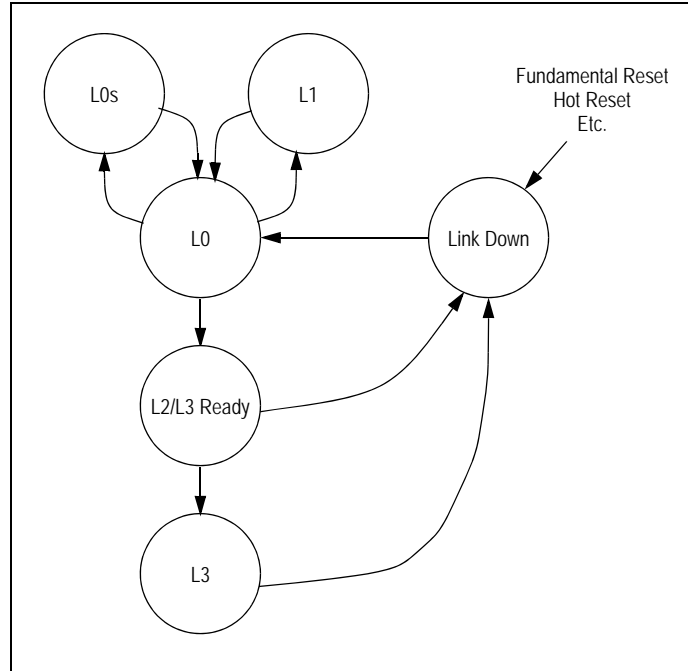 L0s
L1
Fundamental Reset
Hot Reset
Etc.
L0
Link Down
L2/L3 Ready
L3